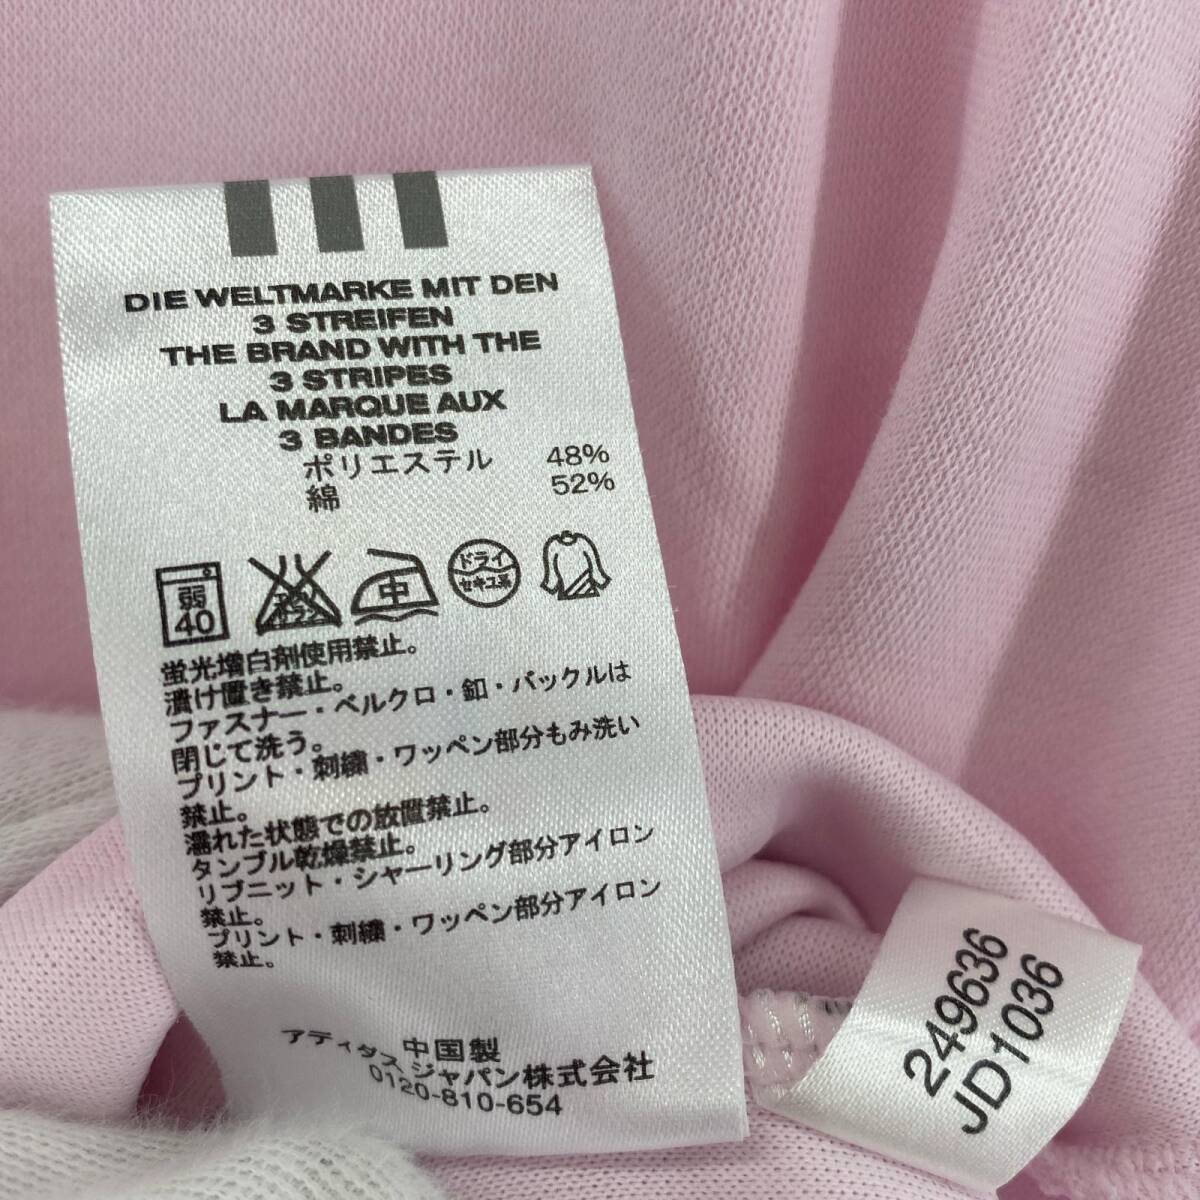 DIE WELTMARKE MIT DEN
3 STREIFEN
THE BRAND WITH THE
3 STRIPES
LA MARQUE AUX
3 BANDES
ポリエステル 48%
綿 52%
弱
40
中
ドライ
セキユ系
蛍光増白剤使用禁止。
漬け置き禁止。
ファスナー・ベルクロ・釦・バックルは
閉じて洗う。
プリント・刺繍・ワッペン部分もみ洗い
禁止。
濡れた状態での放置禁止。
タンブル乾燥禁止。
リブニット・シャーリング部分アイロン
禁止。
プリント・刺繍・ワッペン部分アイロン
禁止。
中国製
アディダスジャパン株式会社
0120-810-654
249636
JD1036